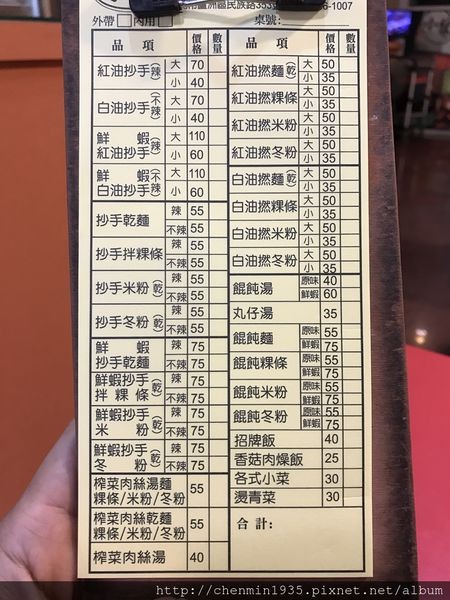 民族路353
6-1007
外帶□ 內用□
桌號:
品項 價格 數量
紅油抄手(辣) 大 70
小 40
白油抄手(不辣) 大 70
小 40
鮮蝦紅油抄手(辣) 大 110
小 60
鮮蝦白油抄手(不辣) 大 110
小 60
抄手乾麵 辣 55
不辣 55
抄手拌粿條 辣 55
不辣 55
抄手米粉(乾) 辣 55
不辣 55
抄手冬粉(乾) 辣 55
不辣 55
鮮蝦抄手乾麵 辣 75
不辣 75
鮮蝦抄手拌粿條(乾) 辣 75
不辣 75
鮮蝦抄手米粉(乾) 辣 75
不辣 75
鮮蝦抄手冬粉(乾) 辣 75
不辣 75
榨菜肉絲湯麵
粿條/米粉/冬粉 55
榨菜肉絲乾麵
粿條/米粉/冬粉 55
榨菜肉絲湯 40
品項 價格 數量
紅油撚麵(乾) 大 50
小 35
紅油撚粿條 大 50
小 35
紅油撚米粉 大 50
小 35
紅油撚冬粉 大 50
小 35
白油撚麵(乾) 大 50
小 35
白油撚粿條 大 50
小 35
白油撚米粉 大 50
小 35
白油撚冬粉 大 50
小 35
餛飩湯 原味 40
鮮蝦 60
丸仔湯 35
餛飩麵 原味 55
鮮蝦 75
餛飩粿條 原味 55
鮮蝦 75
餛飩米粉 原味 55
鮮蝦 75
餛飩冬粉 原味 55
鮮蝦 75
招牌飯 40
香菇肉燥飯 25
各式小菜 30
燙青菜 30
合計:
http://chenmin1935.pixnet.net/album